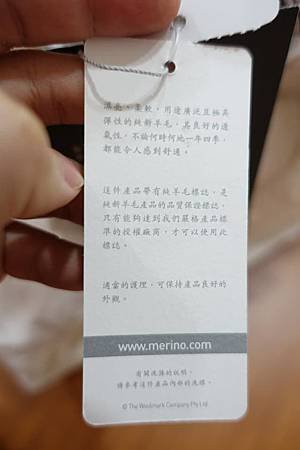 漂亮、柔軟，用途廣泛且極具
彈性的純新羊毛，其良好的透
氣性，不論何時何地一年四季，
都能令人感到舒適。
這件產品帶有純羊毛標誌，是
純新羊毛產品的品質保證標誌，
只有能夠達到我們嚴格產品標
準的授權廠商，才可以使用此
標誌。
適當的護理，可保持產品良好的
外觀。
www.merino.com
有關洗滌的說明，
請參考這件產品內部的洗標。
© The Woolmark Company Pty Ltd